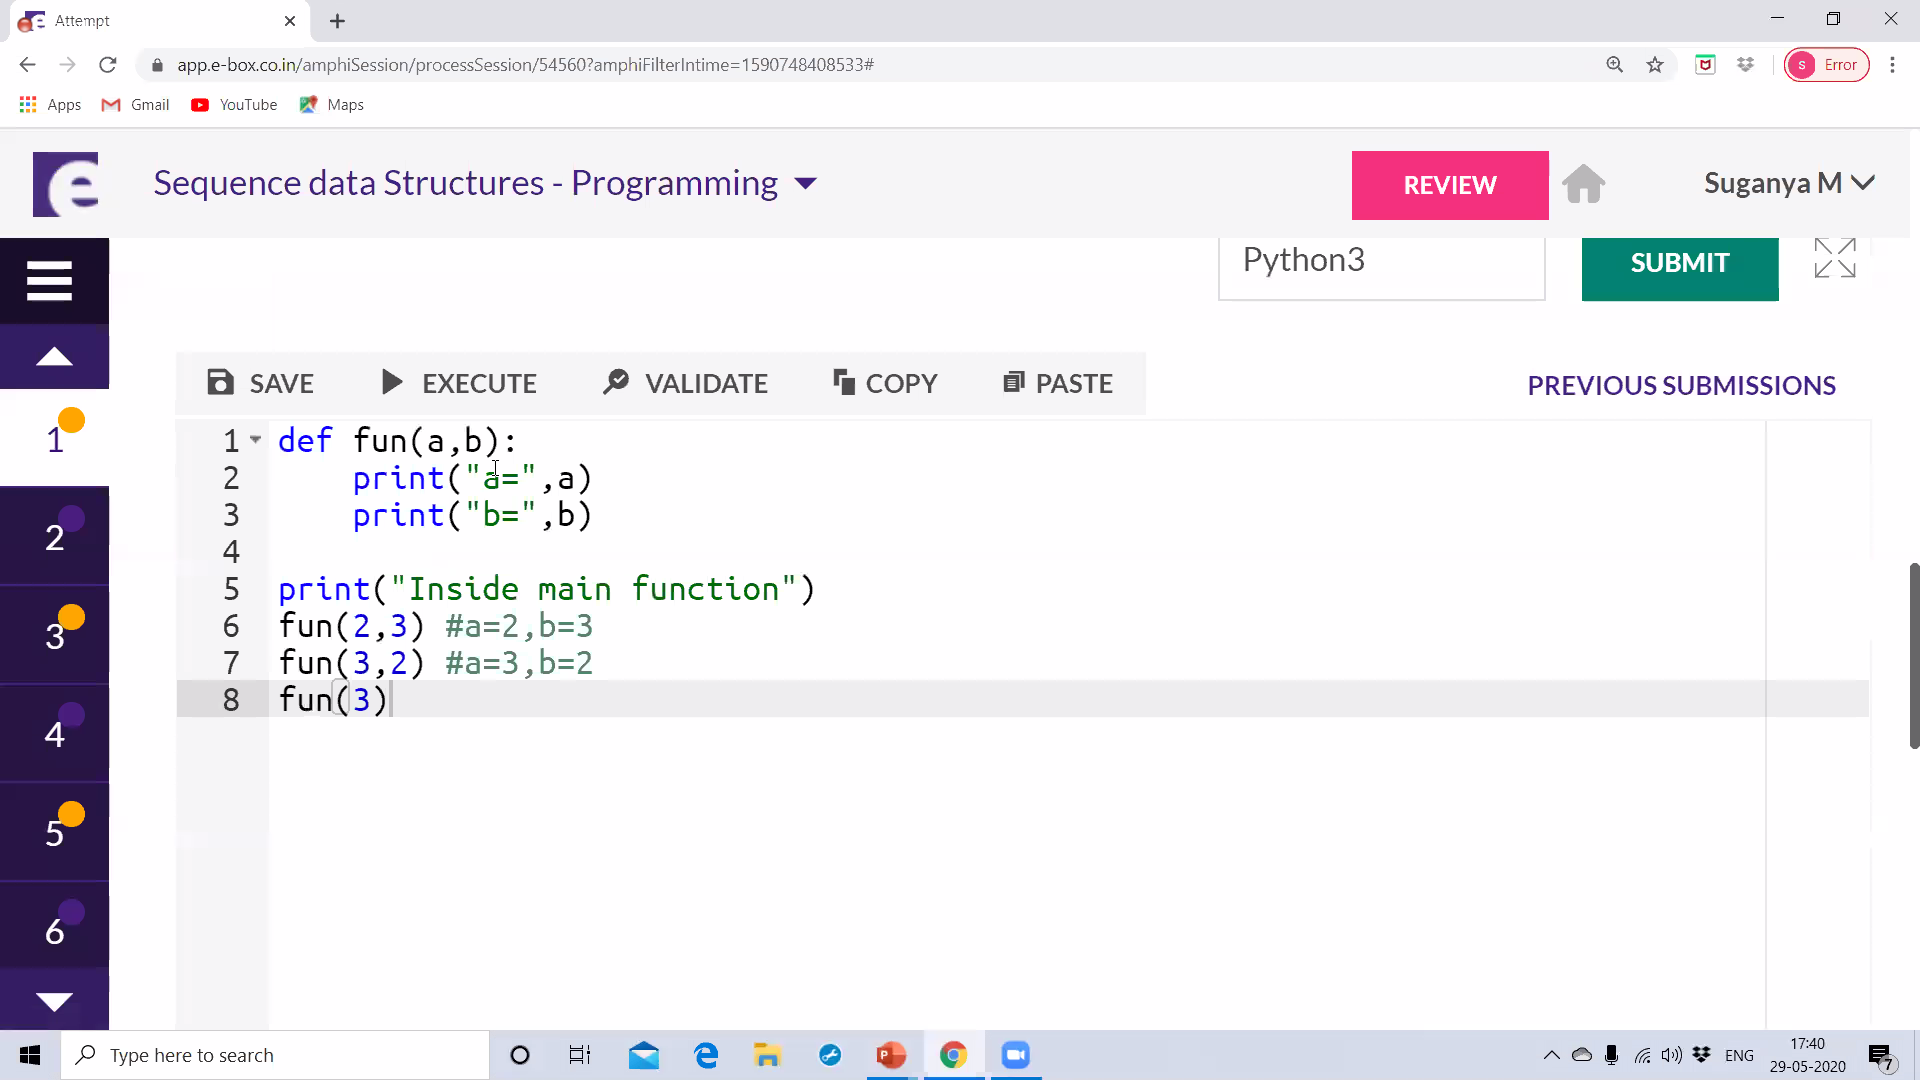 Attempt
app.e-box.co.in/amphiSession/processSession/54560?amphiFilterIntime=1590748408533#
s Error
Apps Gmail YouTube Maps
e Sequence data Structures - Programming REVIEW Suganya M
Python3 SUBMIT
SAVE EXECUTE VALIDATE COPY PASTE PREVIOUS SUBMISSIONS
1
2
3
4
5
6
1 def fun(a,b):
2 print("a=",a)
3 print("b=",b)
4
5 print("Inside main function")
6 fun(2,3) #a=2,b=3
7 fun(3,2) #a=3,b=2
8 fun(3)
Type here to search
ENG
17:40
29-05-2020
7